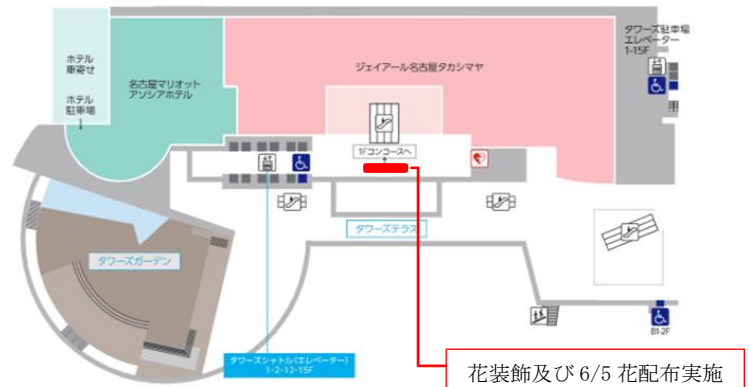 ホテル
車寄せ
ホテル
駐車場
名古屋マリオット
アソシアホテル
ジェイアール名古屋タカシマヤ
タワーズ駐車場
エレベーター
1-15F
1Fコンコースへ
タワーズテラス
タワーズガーデン
タワーズシャトル(エレベーター)
1-2-12-15F
B1-2F
花装飾及び 6/5 花配布実施